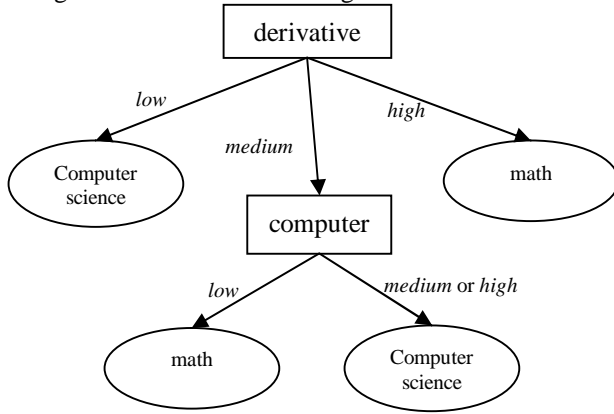 derivative
low
high
medium
Computer
science
math
computer
low
medium or high
math
Computer
science